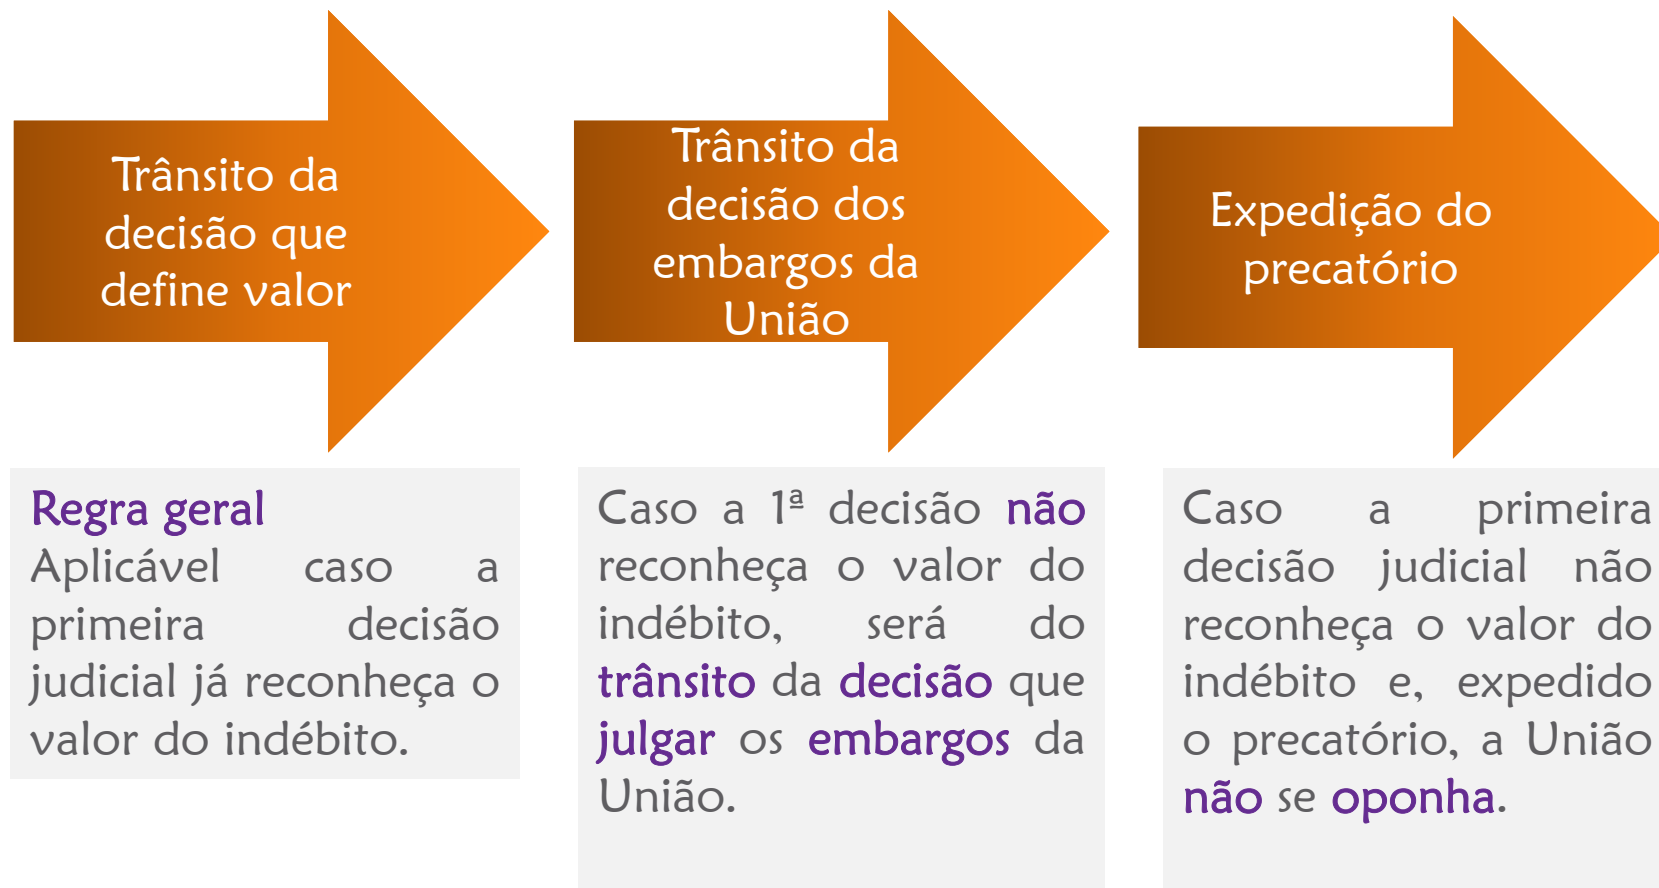 Trânsito da
decisão que
define valor
Trânsito da
decisão dos
embargos da
União
Expedição do
precatório
Regra geral
Aplicável caso a
primeira decisão
judicial já reconheça o
valor do indébito.
Caso a 1ª decisão não
reconheça o valor do
indébito, será do
trânsito da decisão que
julgar os embargos da
União.
Caso a primeira
decisão judicial não
reconheça o valor do
indébito e, expedido
o precatório, a União
não se oponha.